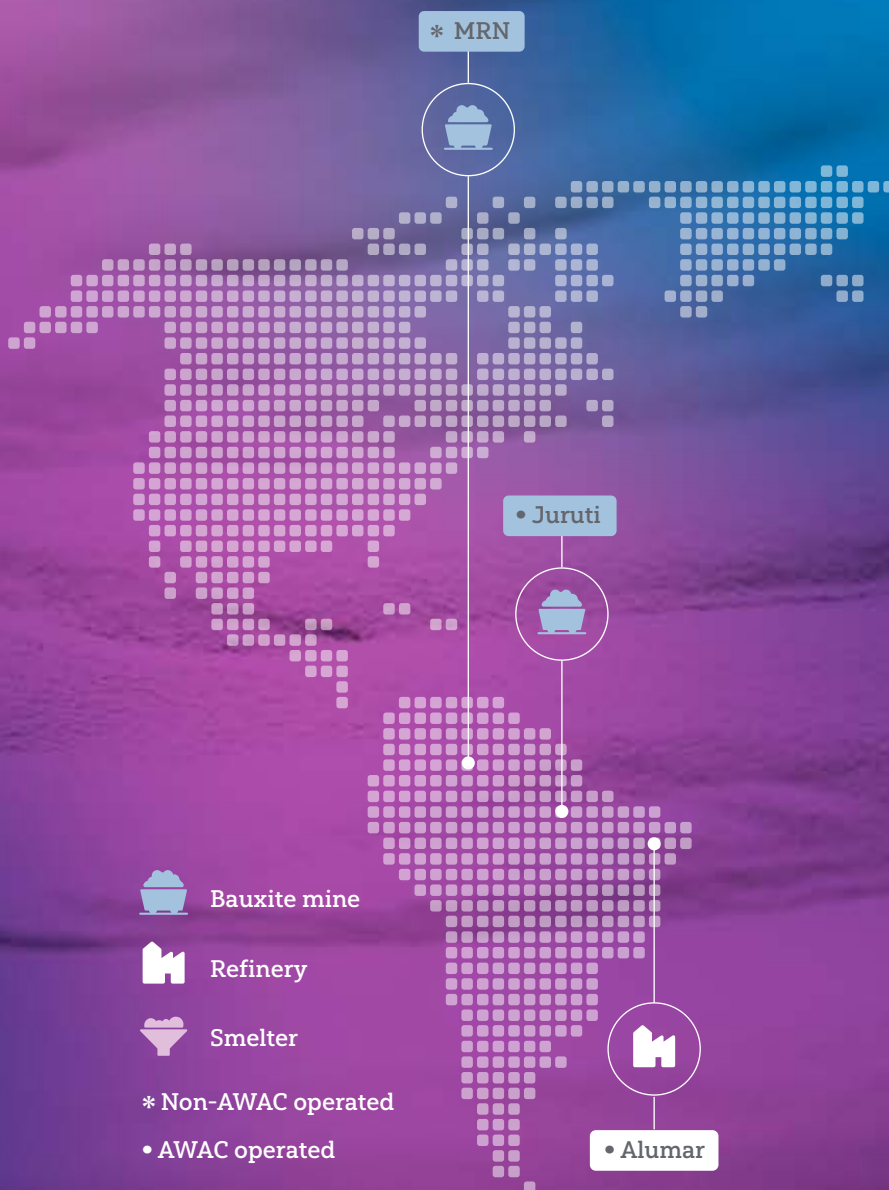 * MRN
• Juruti
Bauxite mine
Refinery
Smelter
* Non-AWAC operated
• AWAC operated
• Alumar